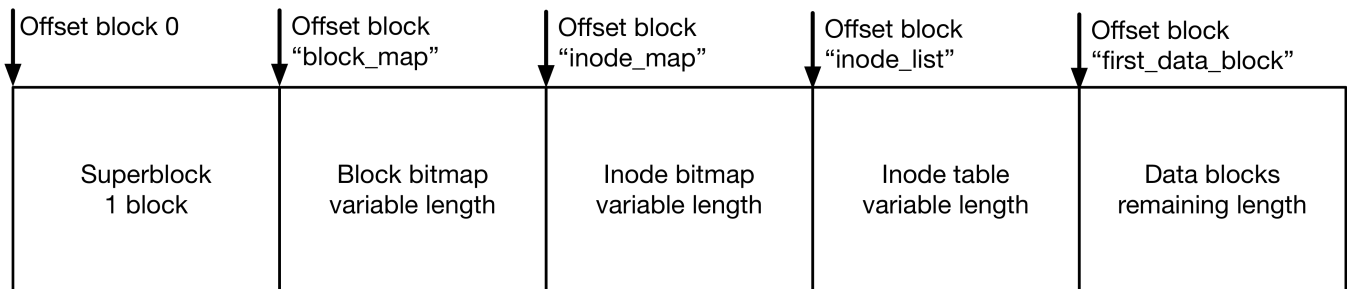 Offset block 0
Offset block
“block_map”
Offset block
“inode_map”
Offset block
“inode_list”
Offset block
“first_data_block”
Superblock
1 block
Block bitmap
variable length
Inode bitmap
variable length
Inode table
variable length
Data blocks
remaining length